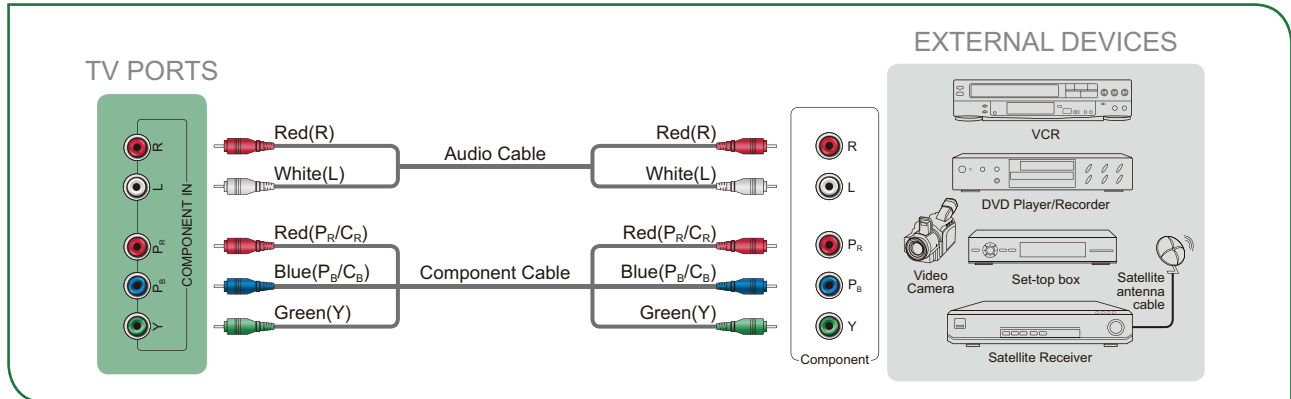 EXTERNAL DEVICES
TV PORTS
R
L
PR
PB
Y
COMPONENT IN
Red(R)
White(L)
Audio Cable
Red(R)
White(L)
Red(PR/CR)
Blue(PB/CB)
Green(Y)
Component Cable
Red(PR/CR)
Blue(PB/CB)
Green(Y)
R
L
PR
PB
Y
Component
VCR
DVD Player/Recorder
Video
Camera
Set-top box
Satellite
antenna
cable
Satellite Receiver